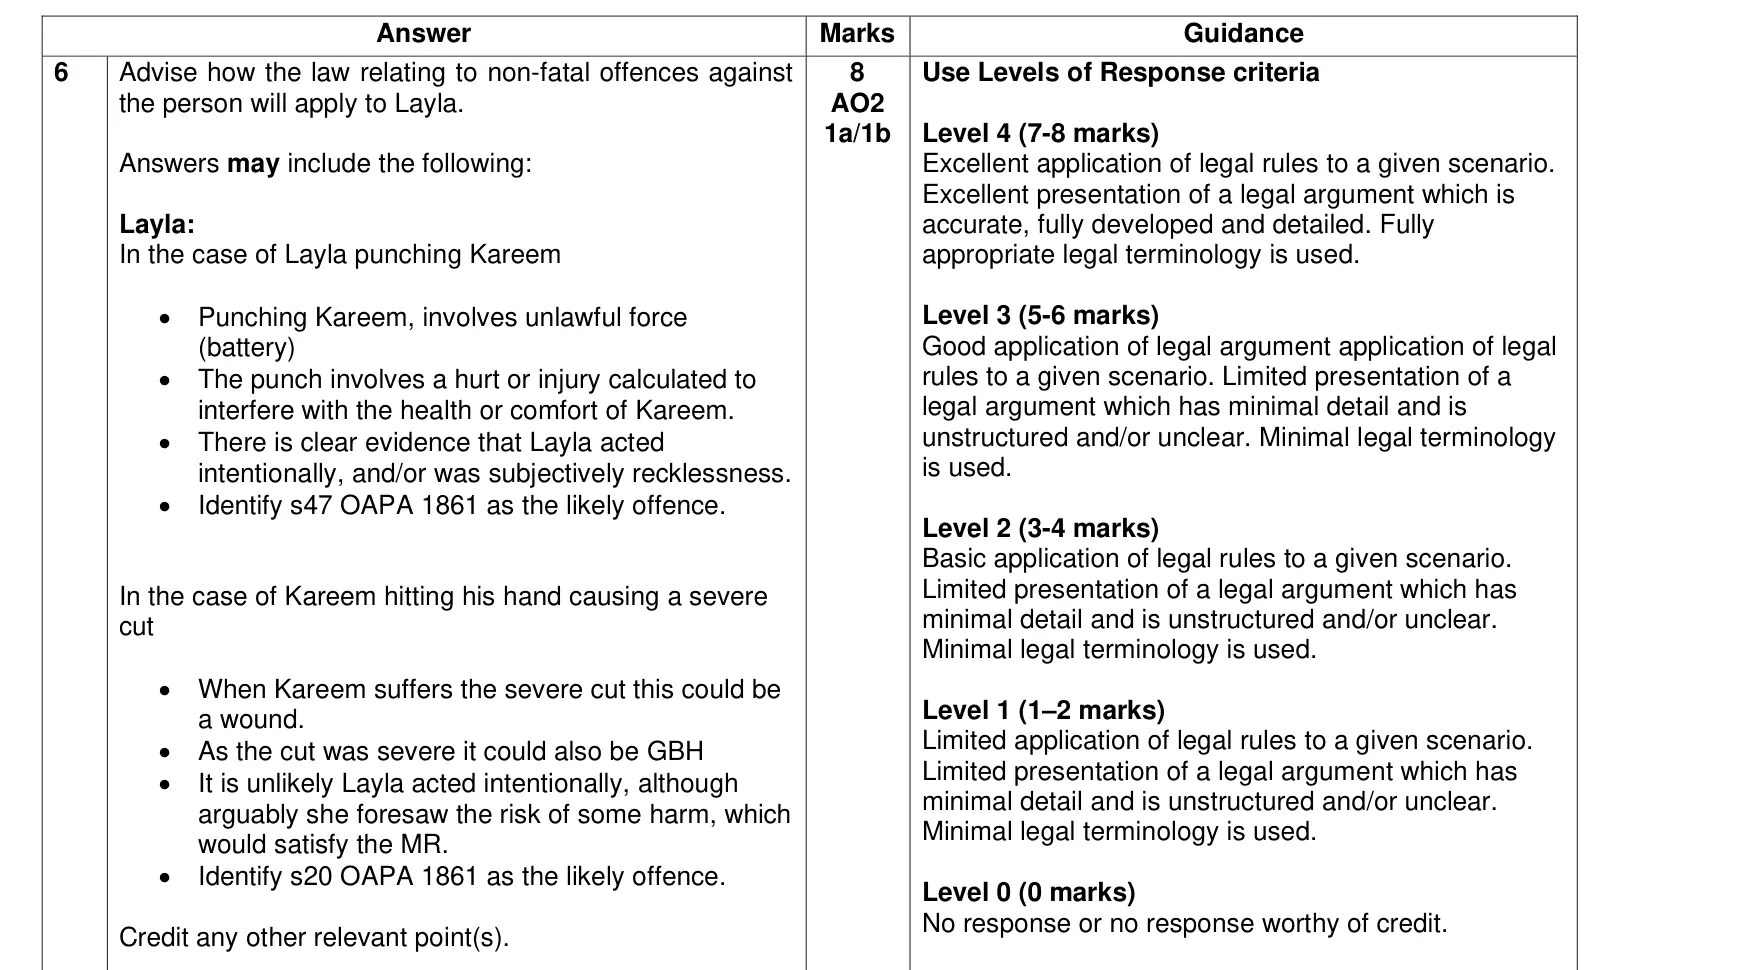 Answer Marks Guidance
6 Advise how the law relating to non-fatal offences against
the person will apply to Layla.
Answers may include the following:
Layla:
In the case of Layla punching Kareem
• Punching Kareem, involves unlawful force
(battery)
• The punch involves a hurt or injury calculated to
interfere with the health or comfort of Kareem.
• There is clear evidence that Layla acted
intentionally, and/or was subjectively recklessness.
• Identify s47 OAPA 1861 as the likely offence.
In the case of Kareem hitting his hand causing a severe
cut
• When Kareem suffers the severe cut this could be
a wound.
• As the cut was severe it could also be GBH
• It is unlikely Layla acted intentionally, although
arguably she foresaw the risk of some harm, which
would satisfy the MR.
• Identify s20 OAPA 1861 as the likely offence.
Credit any other relevant point(s).
8
AO2
1a/1b
Use Levels of Response criteria
Level 4 (7-8 marks)
Excellent application of legal rules to a given scenario.
Excellent presentation of a legal argument which is
accurate, fully developed and detailed. Fully
appropriate legal terminology is used.
Level 3 (5-6 marks)
Good application of legal argument application of legal
rules to a given scenario. Limited presentation of a
legal argument which has minimal detail and is
unstructured and/or unclear. Minimal legal terminology
is used.
Level 2 (3-4 marks)
Basic application of legal rules to a given scenario.
Limited presentation of a legal argument which has
minimal detail and is unstructured and/or unclear.
Minimal legal terminology is used.
Level 1 (1–2 marks)
Limited application of legal rules to a given scenario.
Limited presentation of a legal argument which has
minimal detail and is unstructured and/or unclear.
Minimal legal terminology is used.
Level 0 (0 marks)
No response or no response worthy of credit.